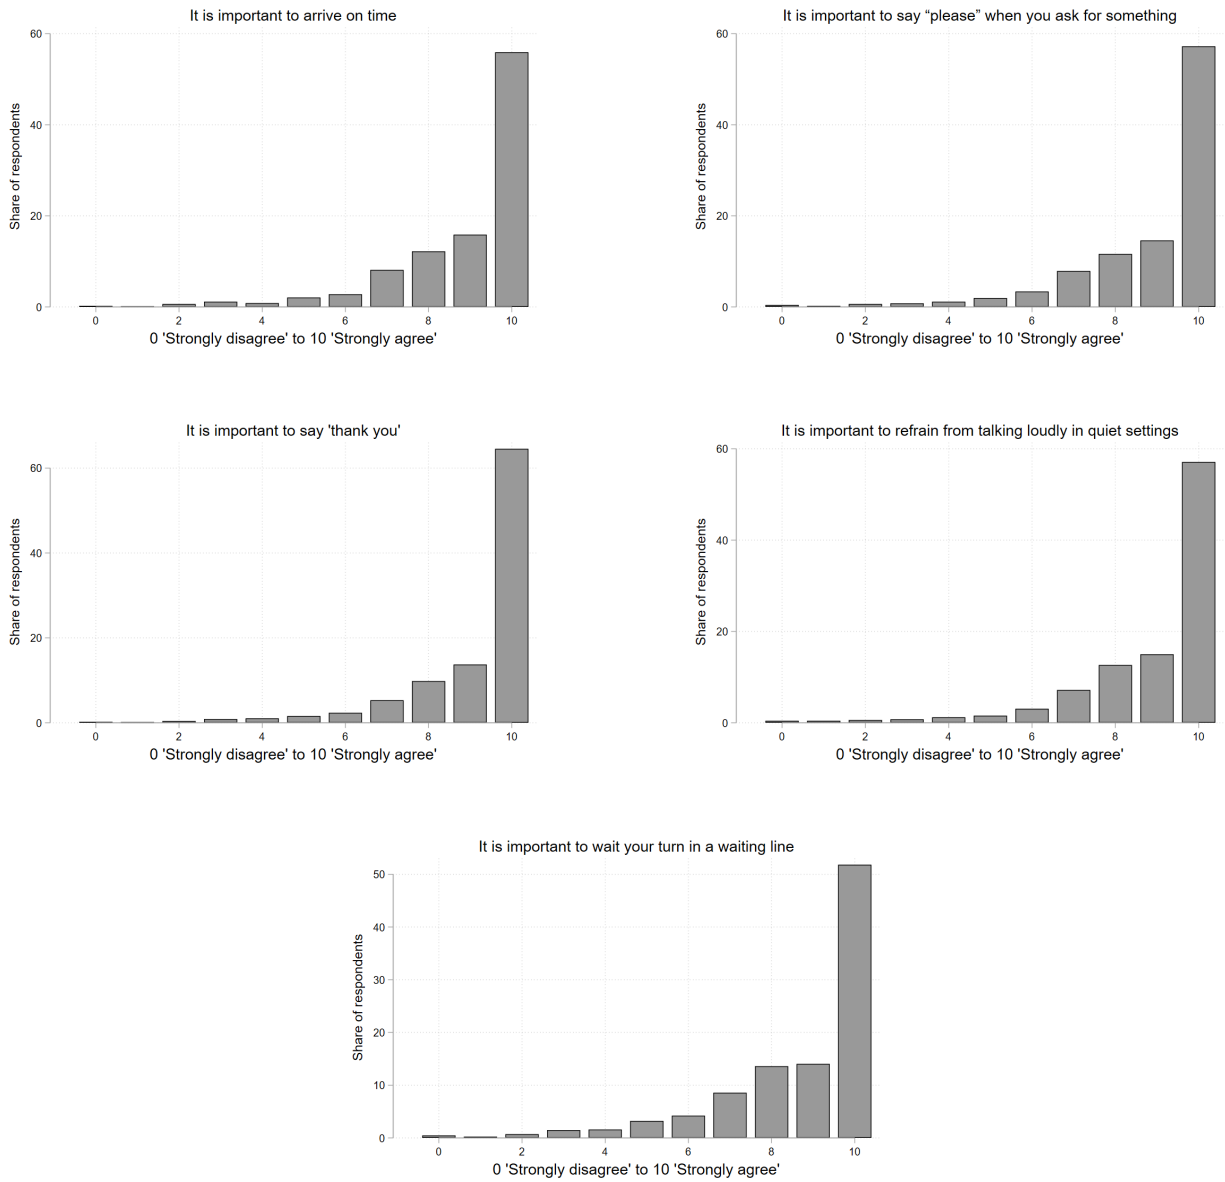 It is important to arrive on time
60
40
20
0
Share of respondents
0 2 4 6 8 10
0 'Strongly disagree' to 10 'Strongly agree'
It is important to say “please” when you ask for something
60
40
20
0
Share of respondents
0 2 4 6 8 10
0 'Strongly disagree' to 10 'Strongly agree'
It is important to say 'thank you'
60
40
20
0
Share of respondents
0 2 4 6 8 10
0 'Strongly disagree' to 10 'Strongly agree'
It is important to refrain from talking loudly in quiet settings
60
40
20
0
Share of respondents
0 2 4 6 8 10
0 'Strongly disagree' to 10 'Strongly agree'
It is important to wait your turn in a waiting line
50
40
30
20
10
0
Share of respondents
0 2 4 6 8 10
0 'Strongly disagree' to 10 'Strongly agree'